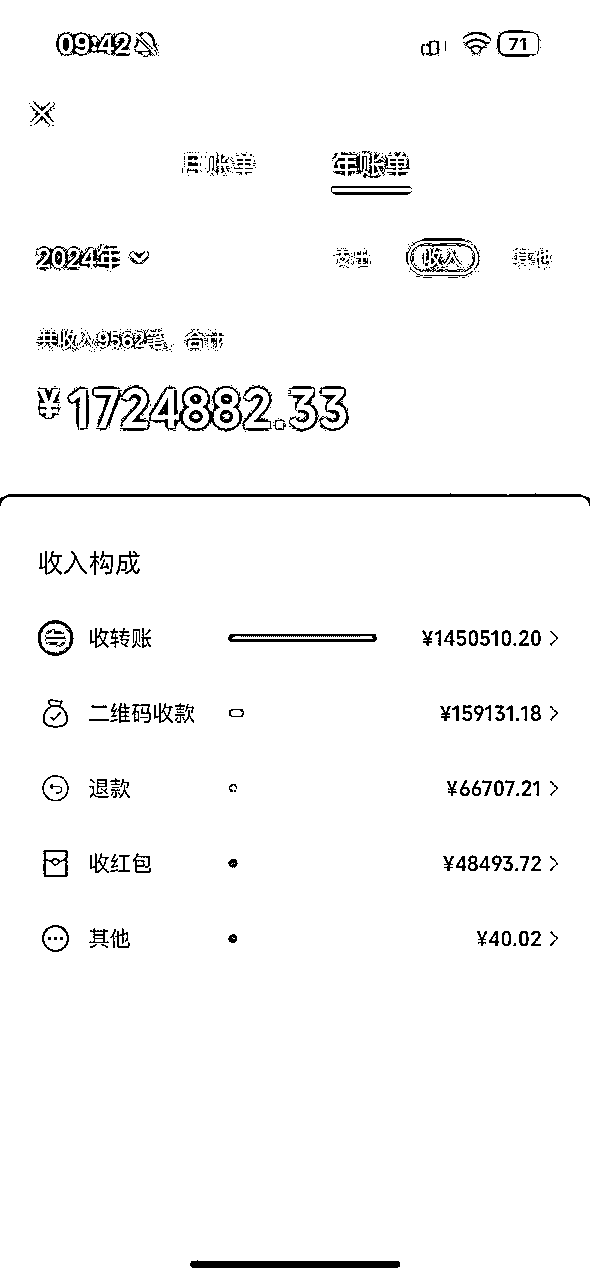 09:42 71
月账单 年账单
2024年 支出 收入 其他
共收入9562笔，合计
¥1724882.33
收入构成
收转账 ¥1450510.20
二维码收款 ¥159131.18
退款 ¥66707.21
收红包 ¥48493.72
其他 ¥40.02